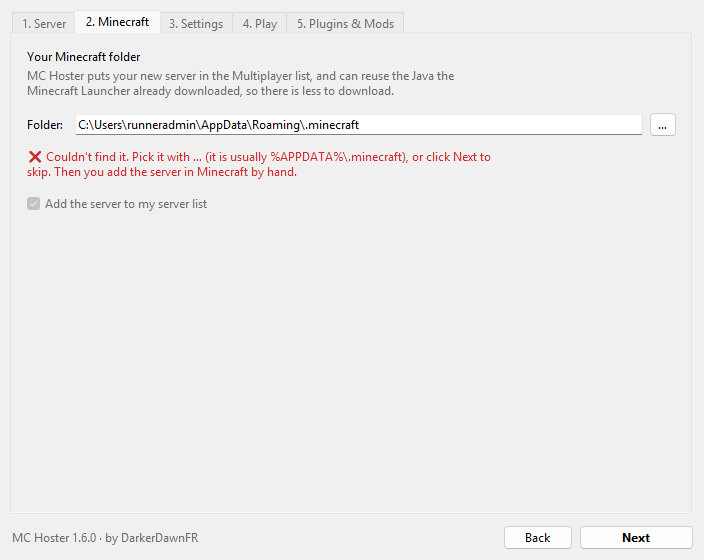 1. Server
2. Minecraft
3. Settings
4. Play
5. Plugins & Mods
Your Minecraft folder
MC Hoster puts your new server in the Multiplayer list, and can reuse the Java the
Minecraft Launcher already downloaded, so there is less to download.
Folder:
C:\Users\runneradmin\AppData\Roaming\.minecraft
...
❌ Couldn't find it. Pick it with ... (it is usually %APPDATA%\.minecraft), or click Next to
skip. Then you add the server in Minecraft by hand.
Add the server to my server list
MC Hoster 1.6.0 · by DarkerDawnFR
Back
Next